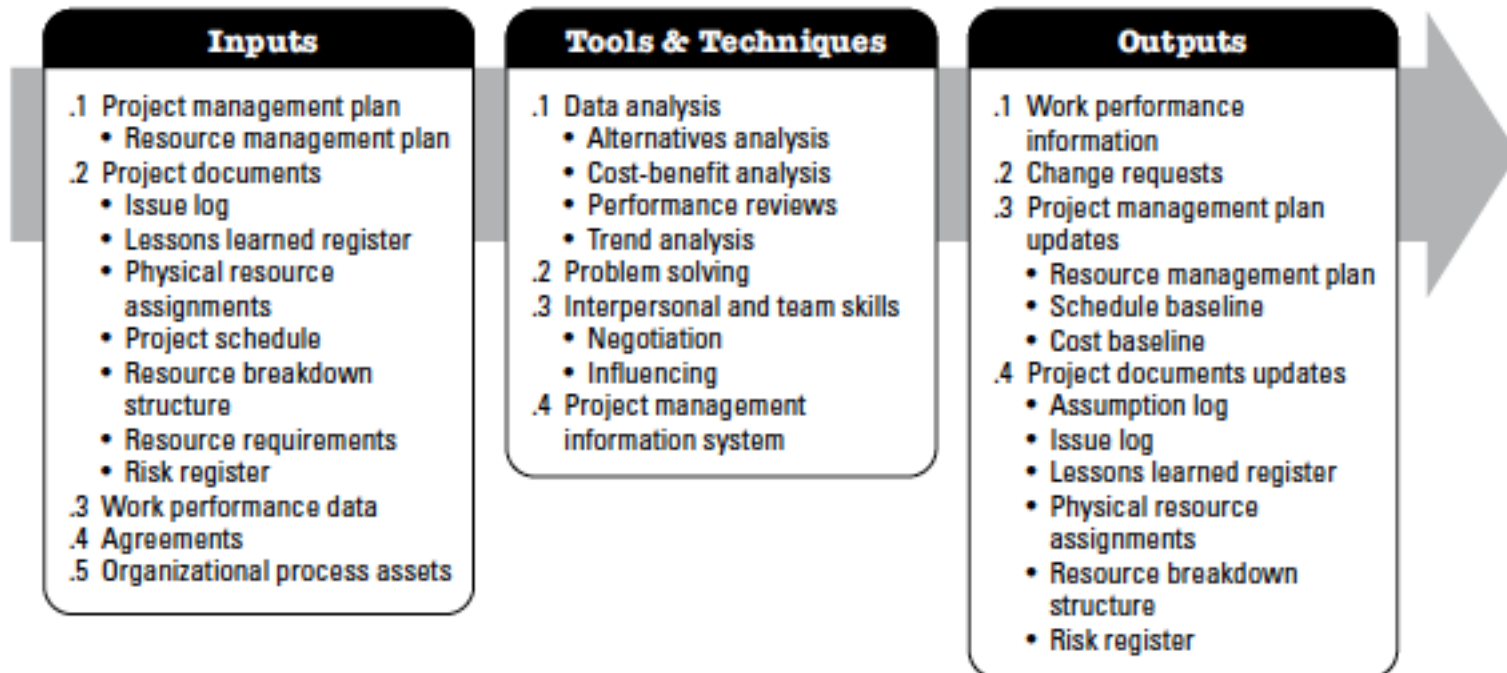 Inputs
.1 Project management plan
• Resource management plan
.2 Project documents
• Issue log
• Lessons learned register
• Physical resource
assignments
• Project schedule
• Resource breakdown
structure
• Resource requirements
• Risk register
.3 Work performance data
.4 Agreements
.5 Organizational process assets
Tools & Techniques
.1 Data analysis
• Alternatives analysis
• Cost-benefit analysis
• Performance reviews
• Trend analysis
.2 Problem solving
.3 Interpersonal and team skills
• Negotiation
• Influencing
.4 Project management
information system
Outputs
.1 Work performance
information
.2 Change requests
.3 Project management plan
updates
• Resource management plan
• Schedule baseline
• Cost baseline
.4 Project documents updates
• Assumption log
• Issue log
• Lessons learned register
• Physical resource
assignments
• Resource breakdown
structure
• Risk register